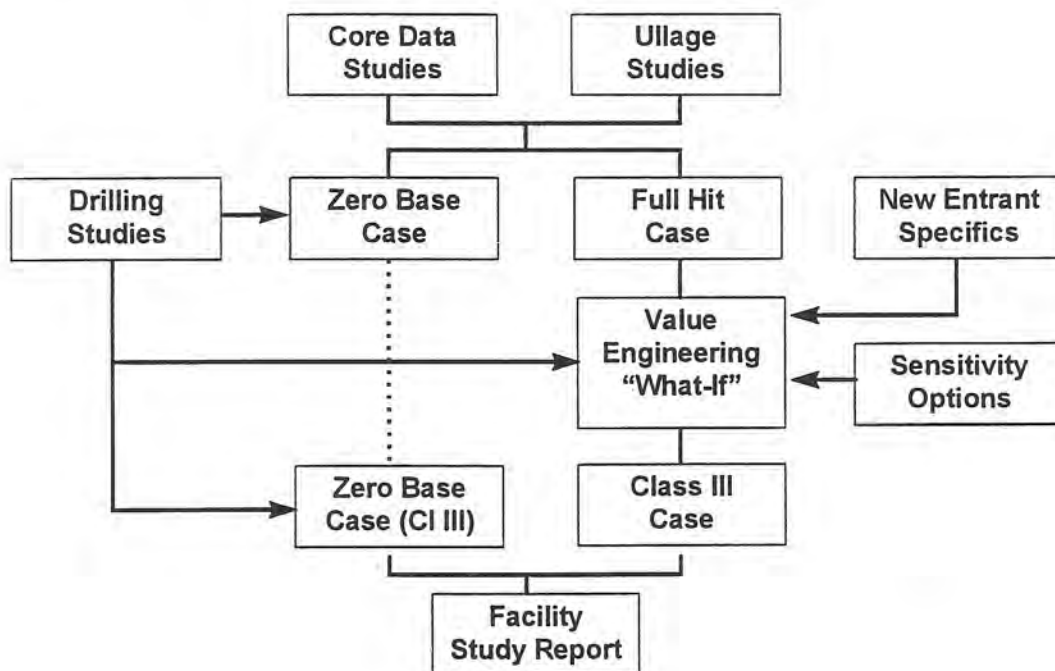 Core Data
Studies
Ullage
Studies
Drilling
Studies
Zero Base
Case
Full Hit
Case
New Entrant
Specifics
Value
Engineering
“What-If”
Sensitivity
Options
Zero Base
Case (CI III)
Class III
Case
Facility
Study Report